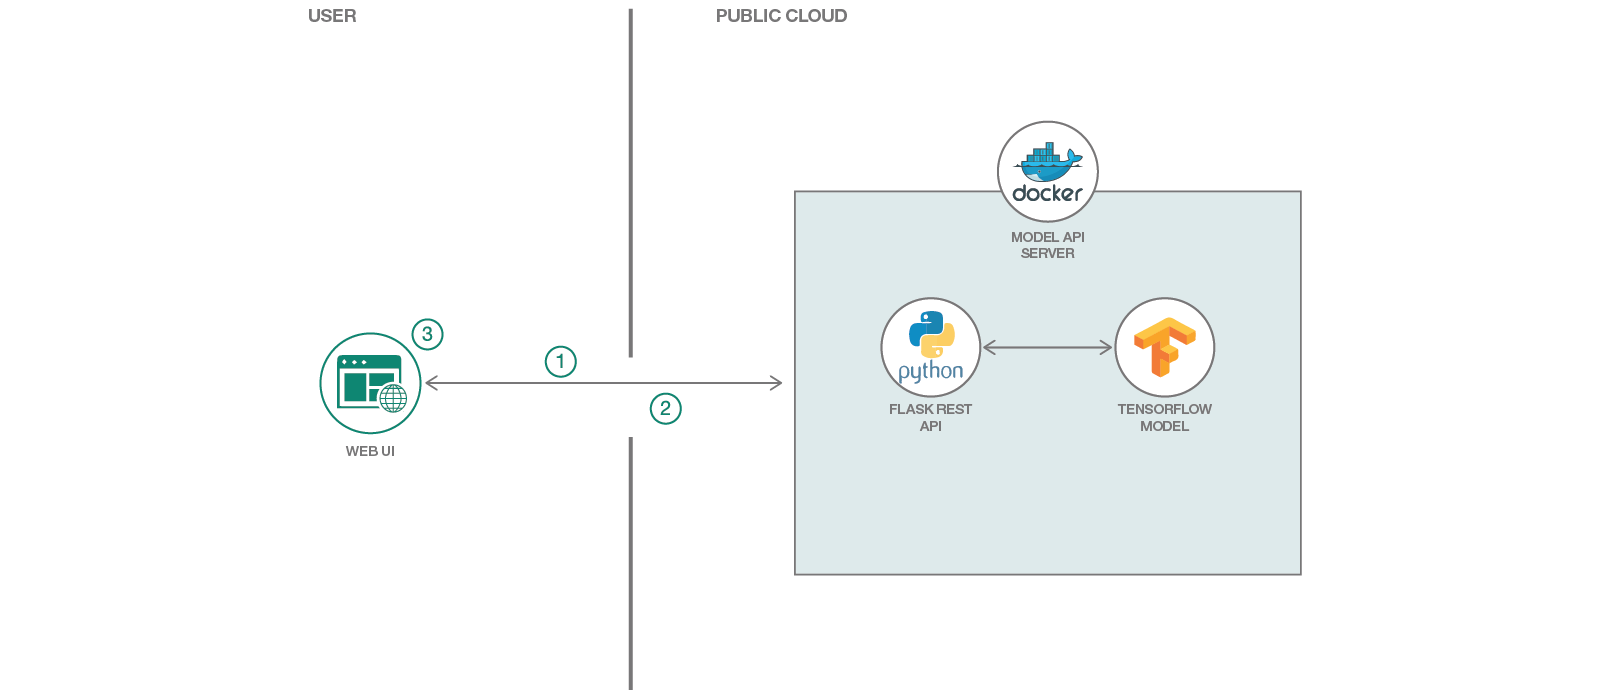 USER
PUBLIC CLOUD
docker
MODEL API
SERVER
3
1
2
WEB UI
python
FLASK REST
API
TENSORFLOW
MODEL